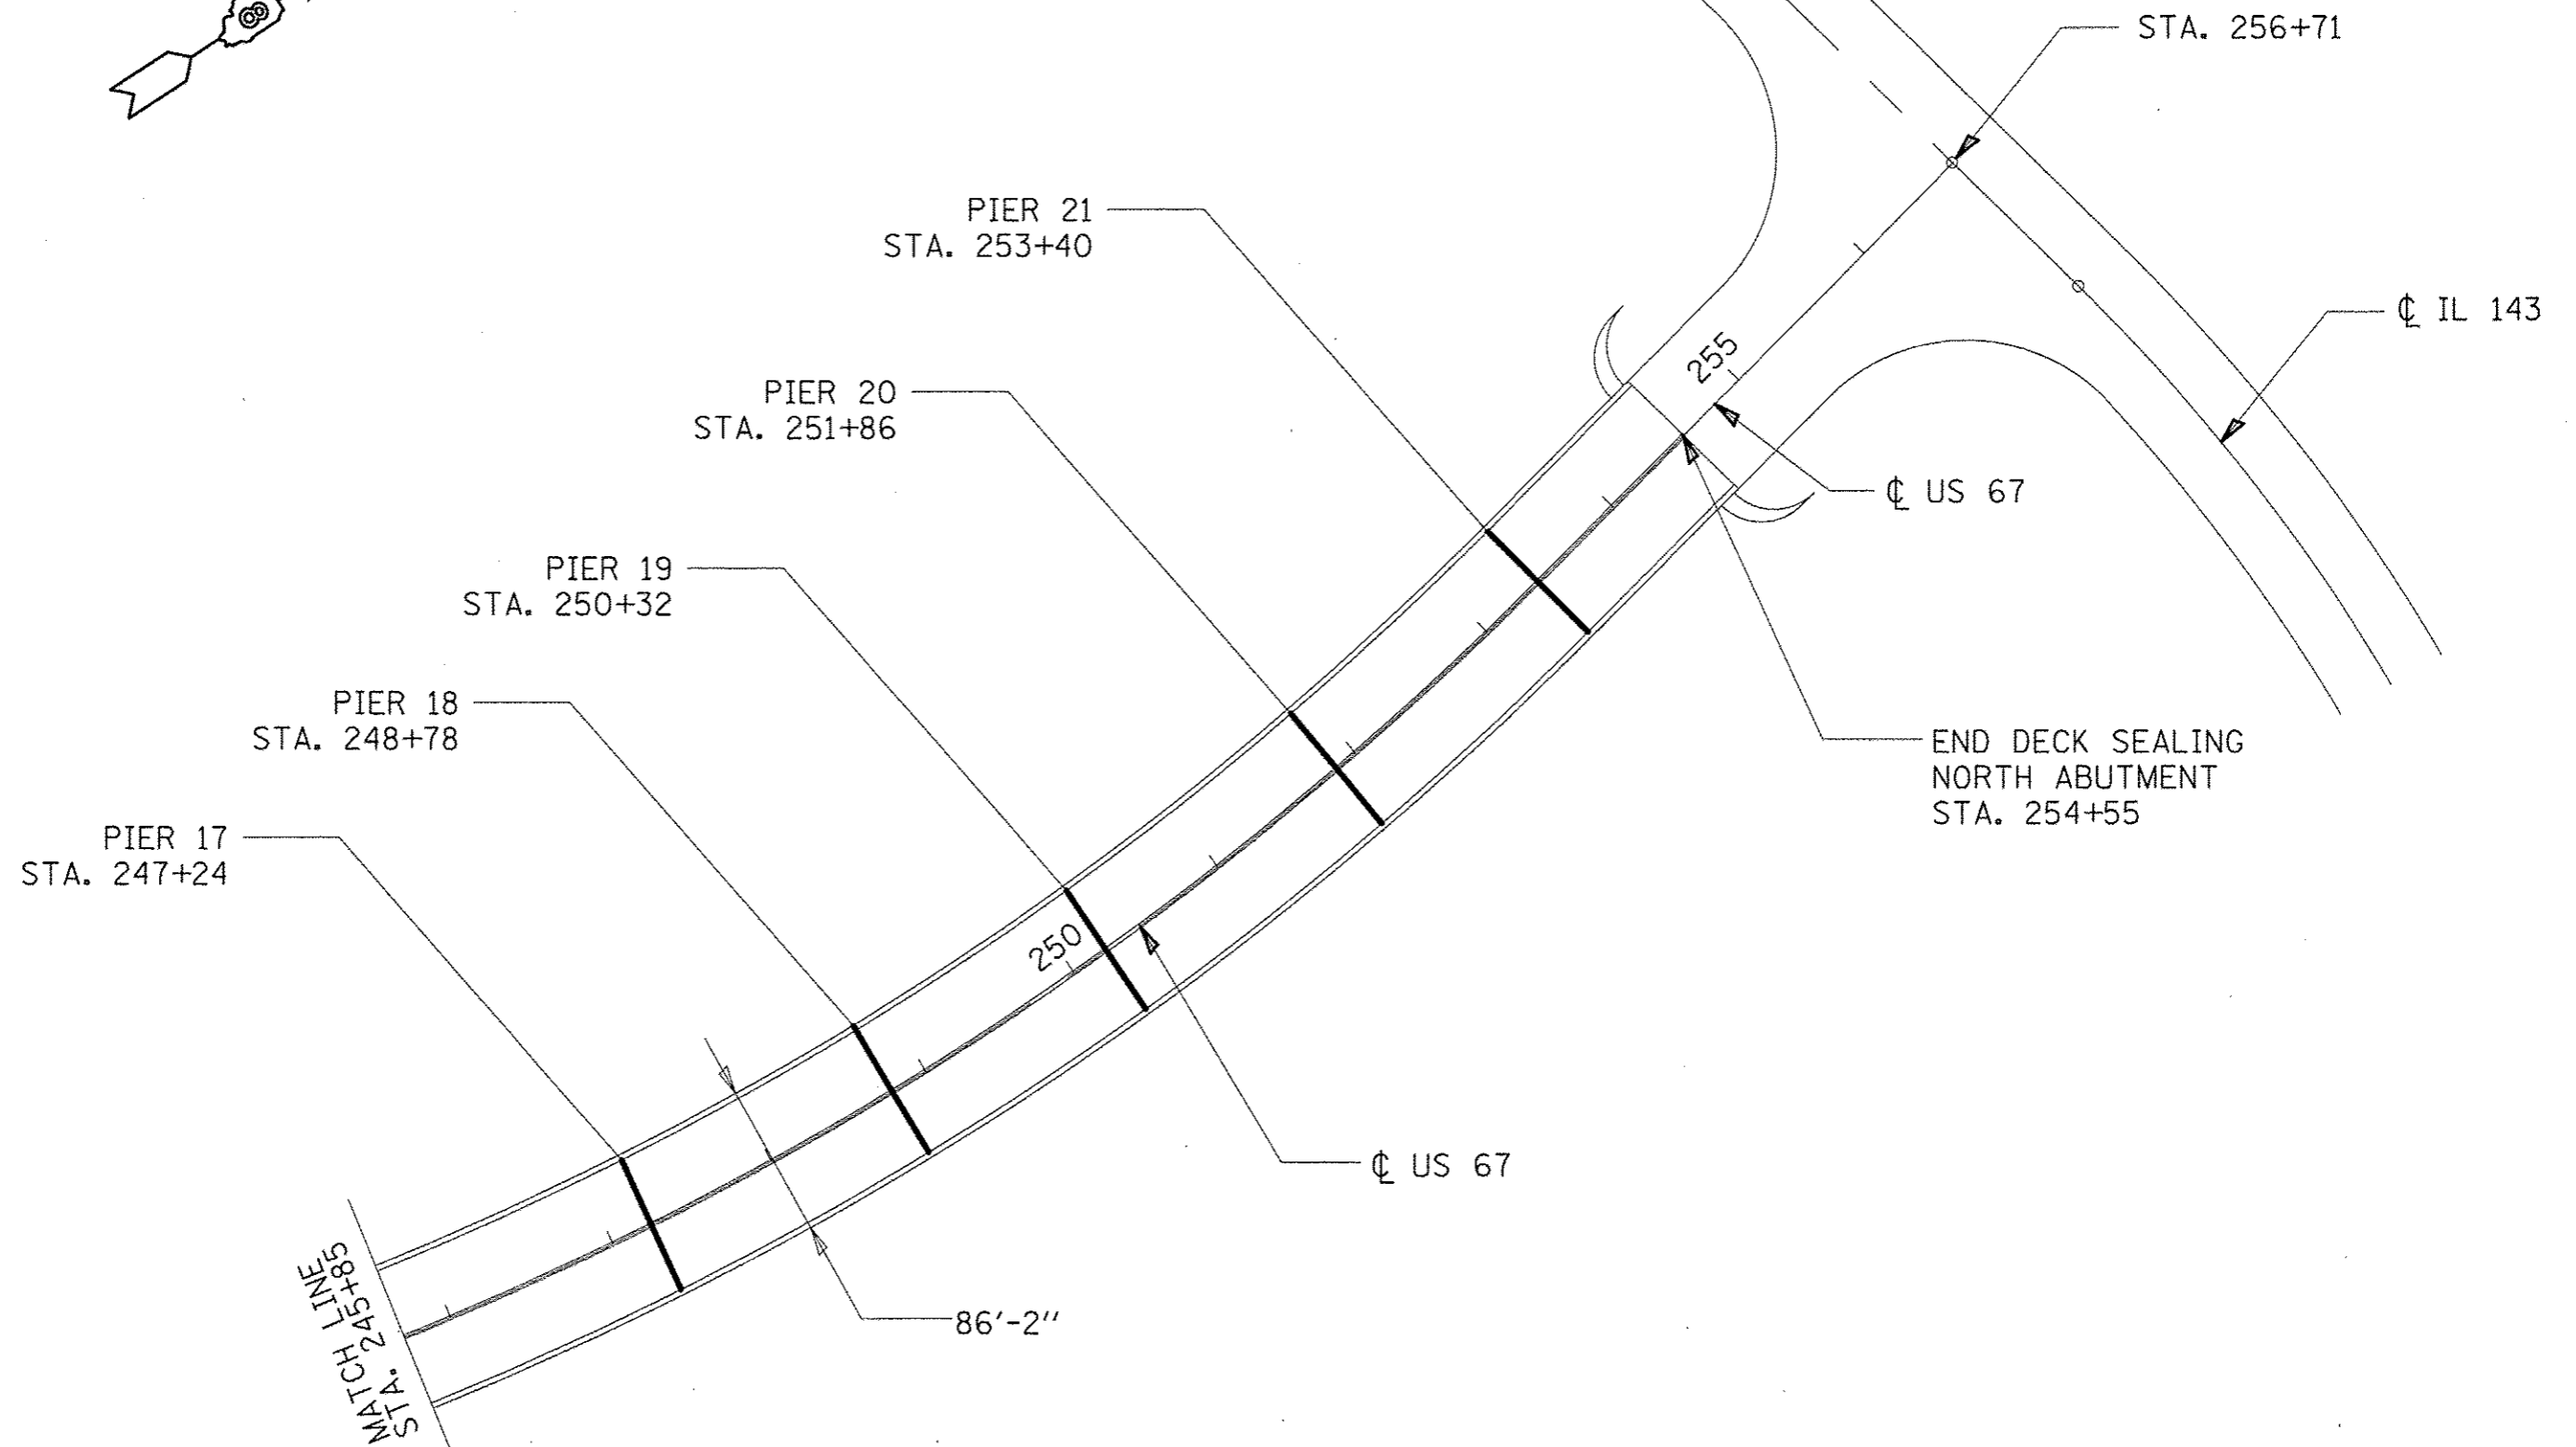 STA. 256+71
PIER 21
STA. 253+40
℄ IL 143
255
PIER 20
STA. 251+86
℄ US 67
PIER 19
STA. 250+32
PIER 18
STA. 248+78
END DECK SEALING
NORTH ABUTMENT
STA. 254+55
PIER 17
STA. 247+24
250
℄ US 67
MATCH LINE
STA. 245+85
86'-2"